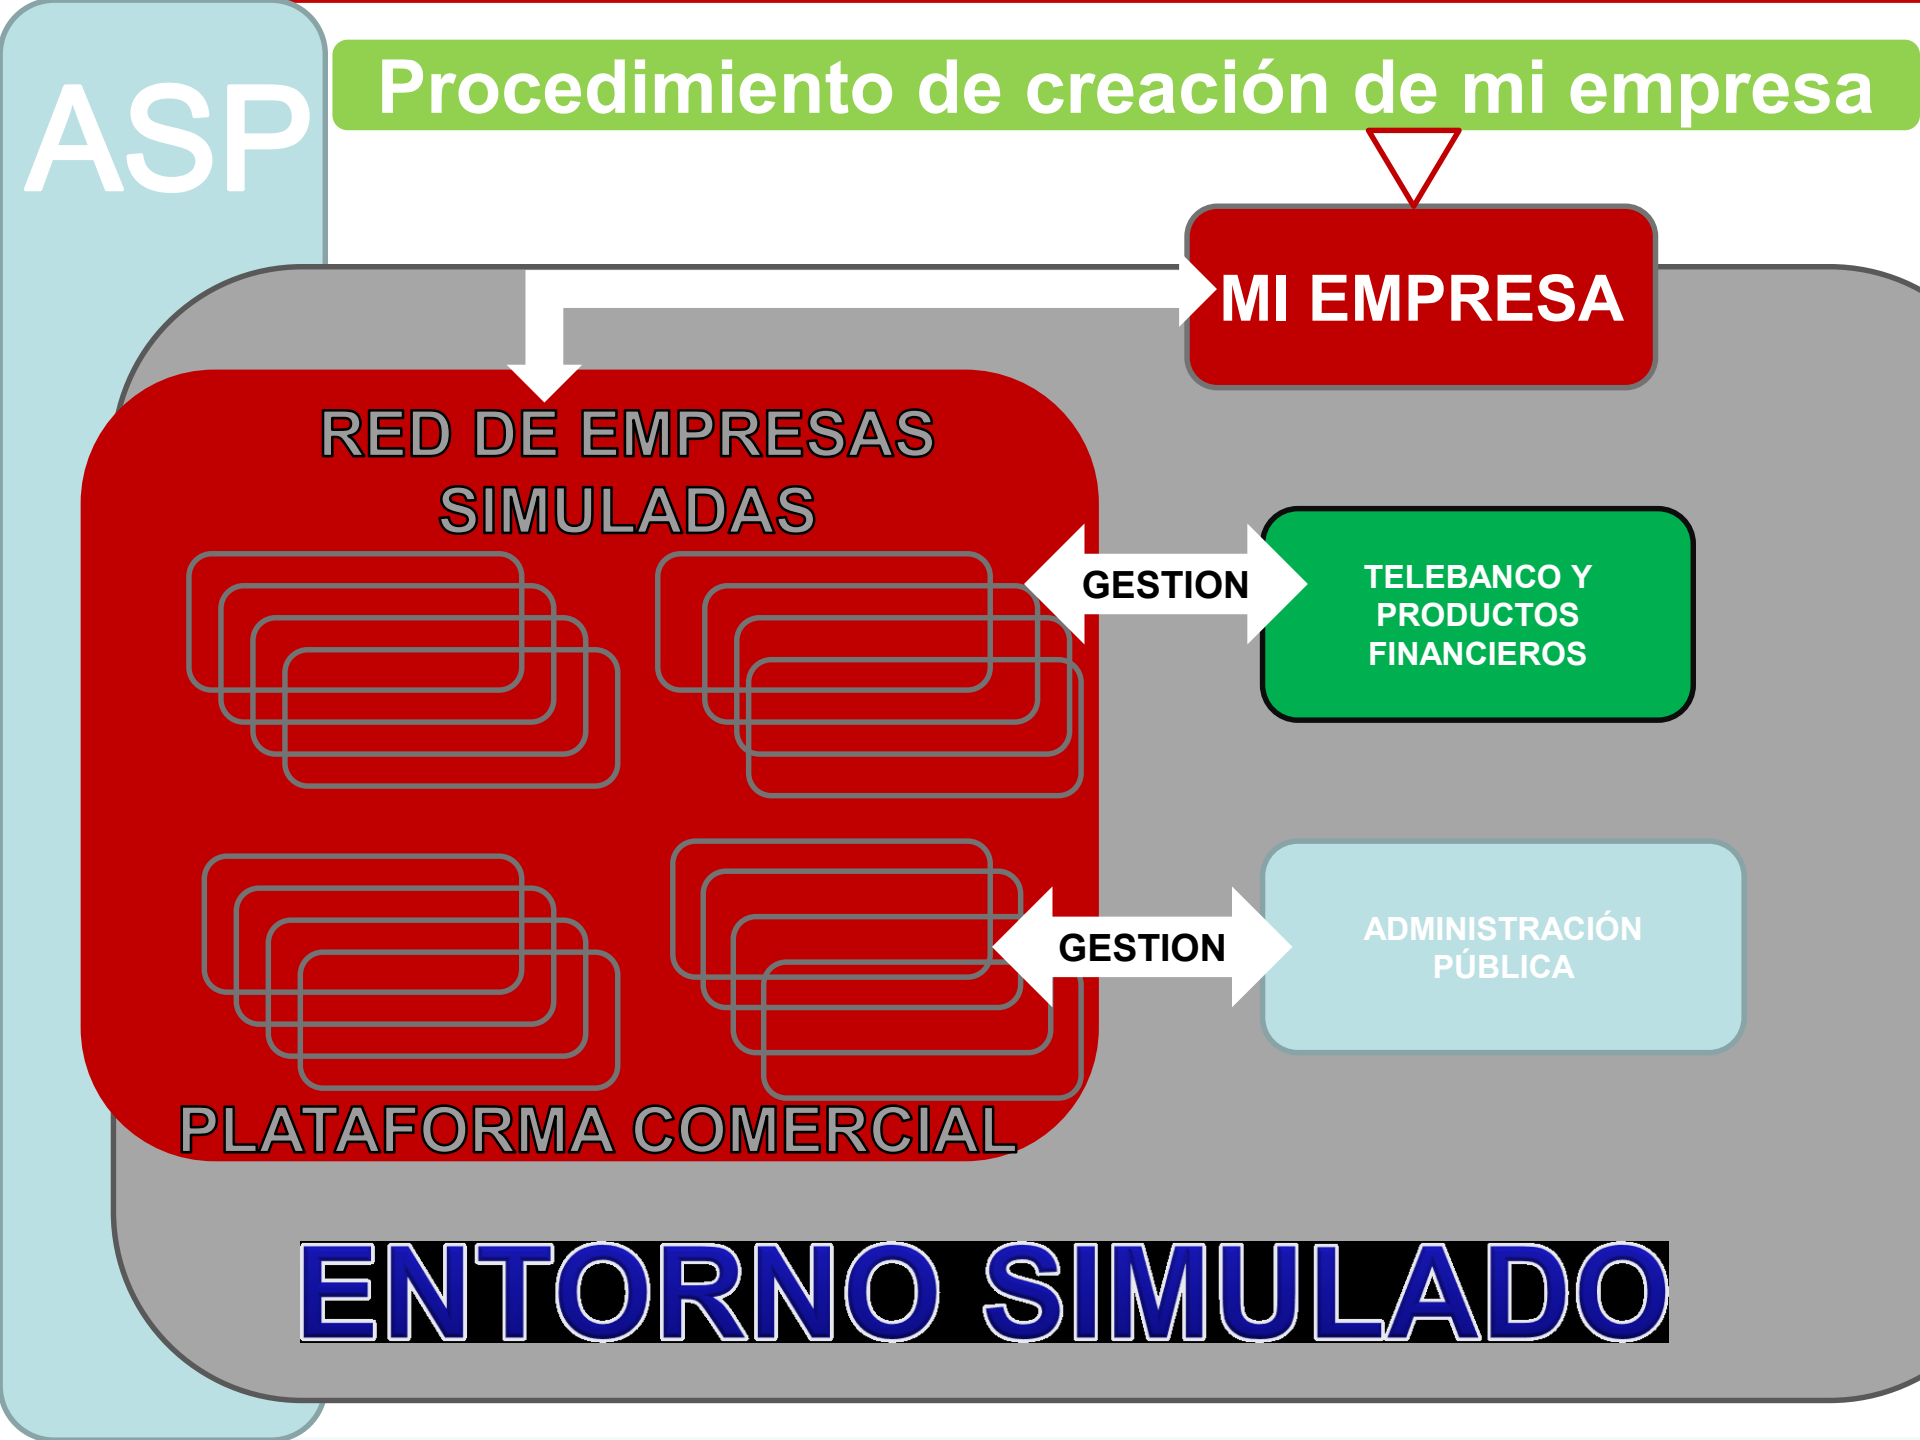 ASP
Procedimiento de creación de mi empresa
MI EMPRESA
RED DE EMPRESAS
SIMULADAS
GESTION
TELEBANCO Y
PRODUCTOS
FINANCIEROS
GESTION
ADMINISTRACIÓN
PÚBLICA
PLATAFORMA COMERCIAL
ENTORNO SIMULADO